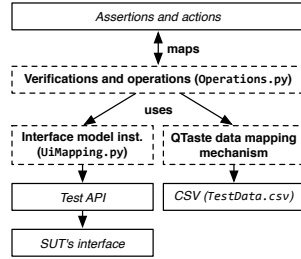 Assertions and actions
maps
Verifications and operations (Operations.py)
uses
Interface model inst.
(UiMapping.py)
QTaste data mapping
mechanism
Test API
CSV (TestData.csv)
SUT's interface